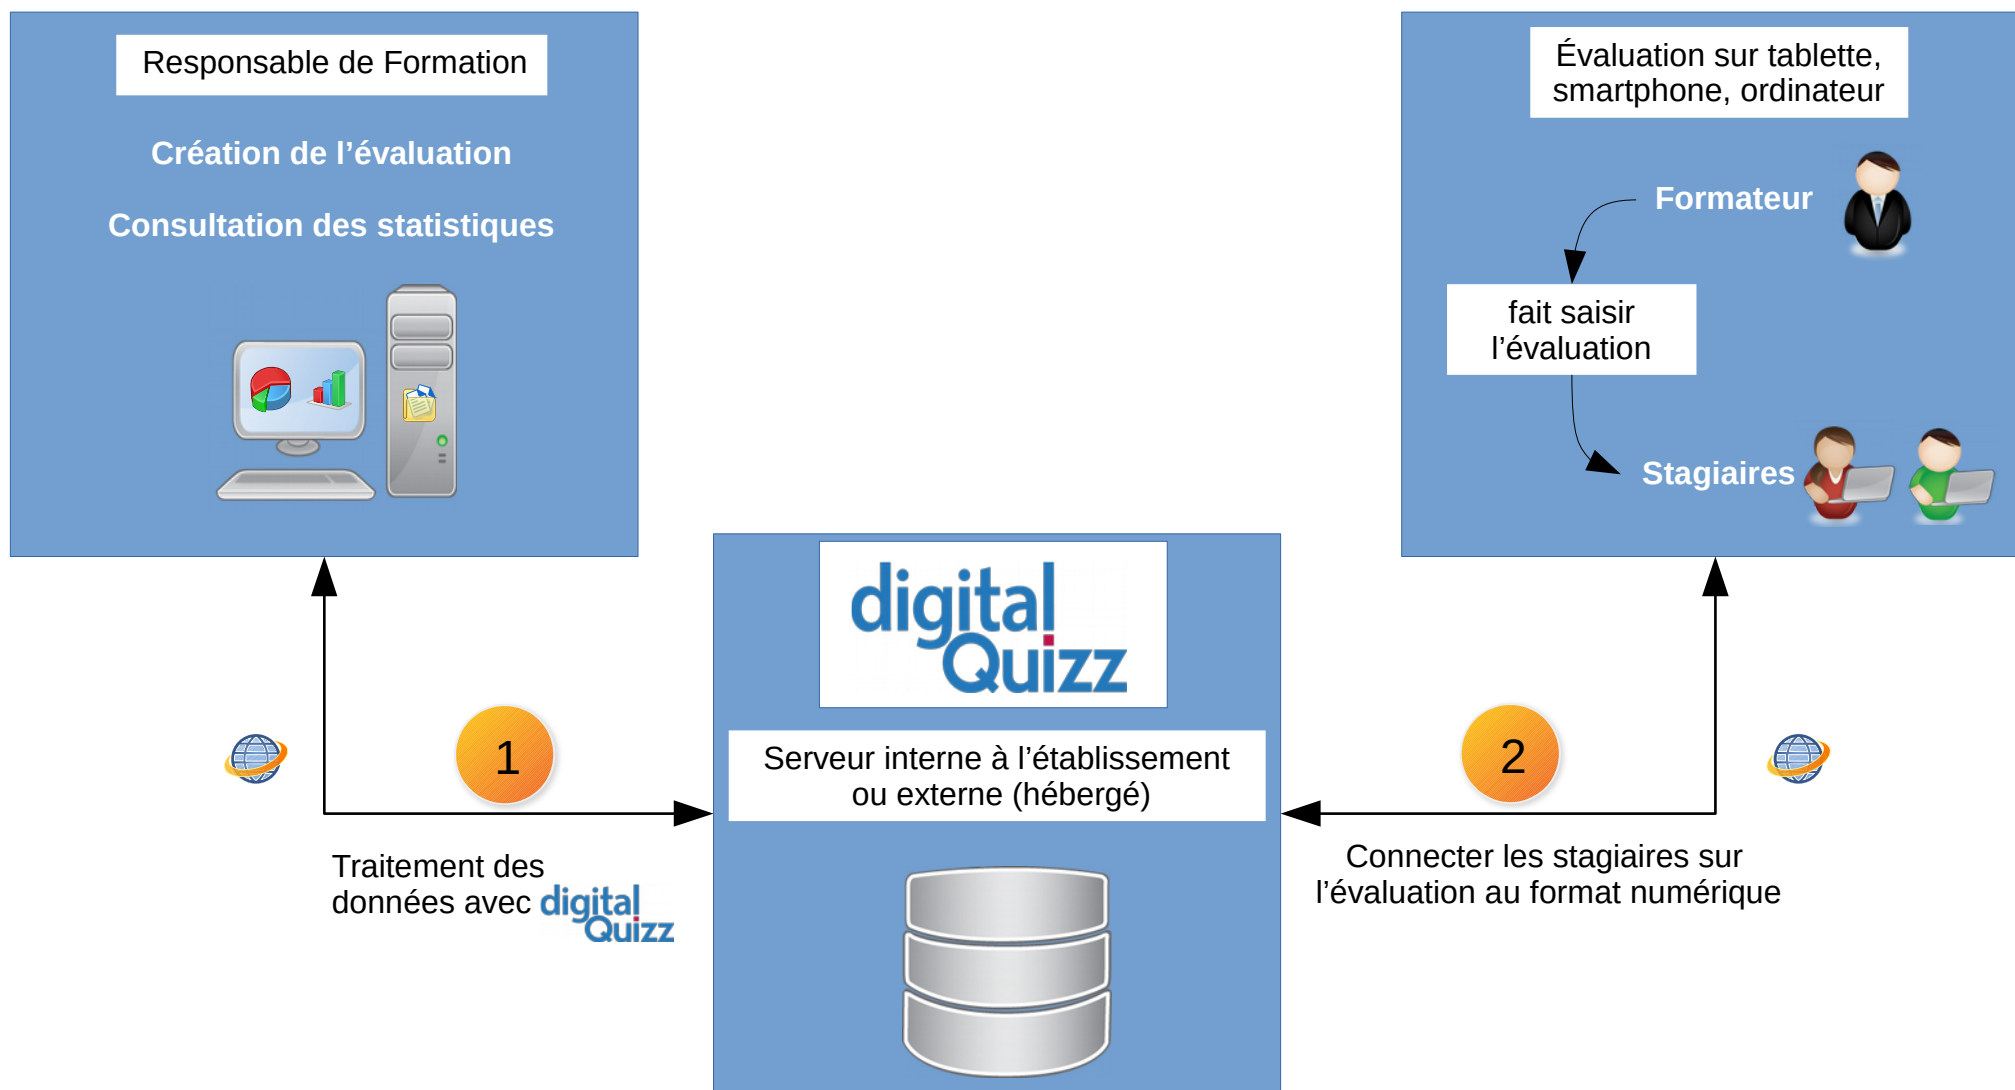 Responsable de Formation
Création de l’évaluation
Consultation des statistiques
Évaluation sur tablette,
smartphone, ordinateur
Formateur
fait saisir
l’évaluation
Stagiaires
digital
Quizz
Serveur interne à l’établissement
ou externe (hébergé)
1
Traitement des
données avec digital
Quizz
2
Connecter les stagiaires sur
l’évaluation au format numérique